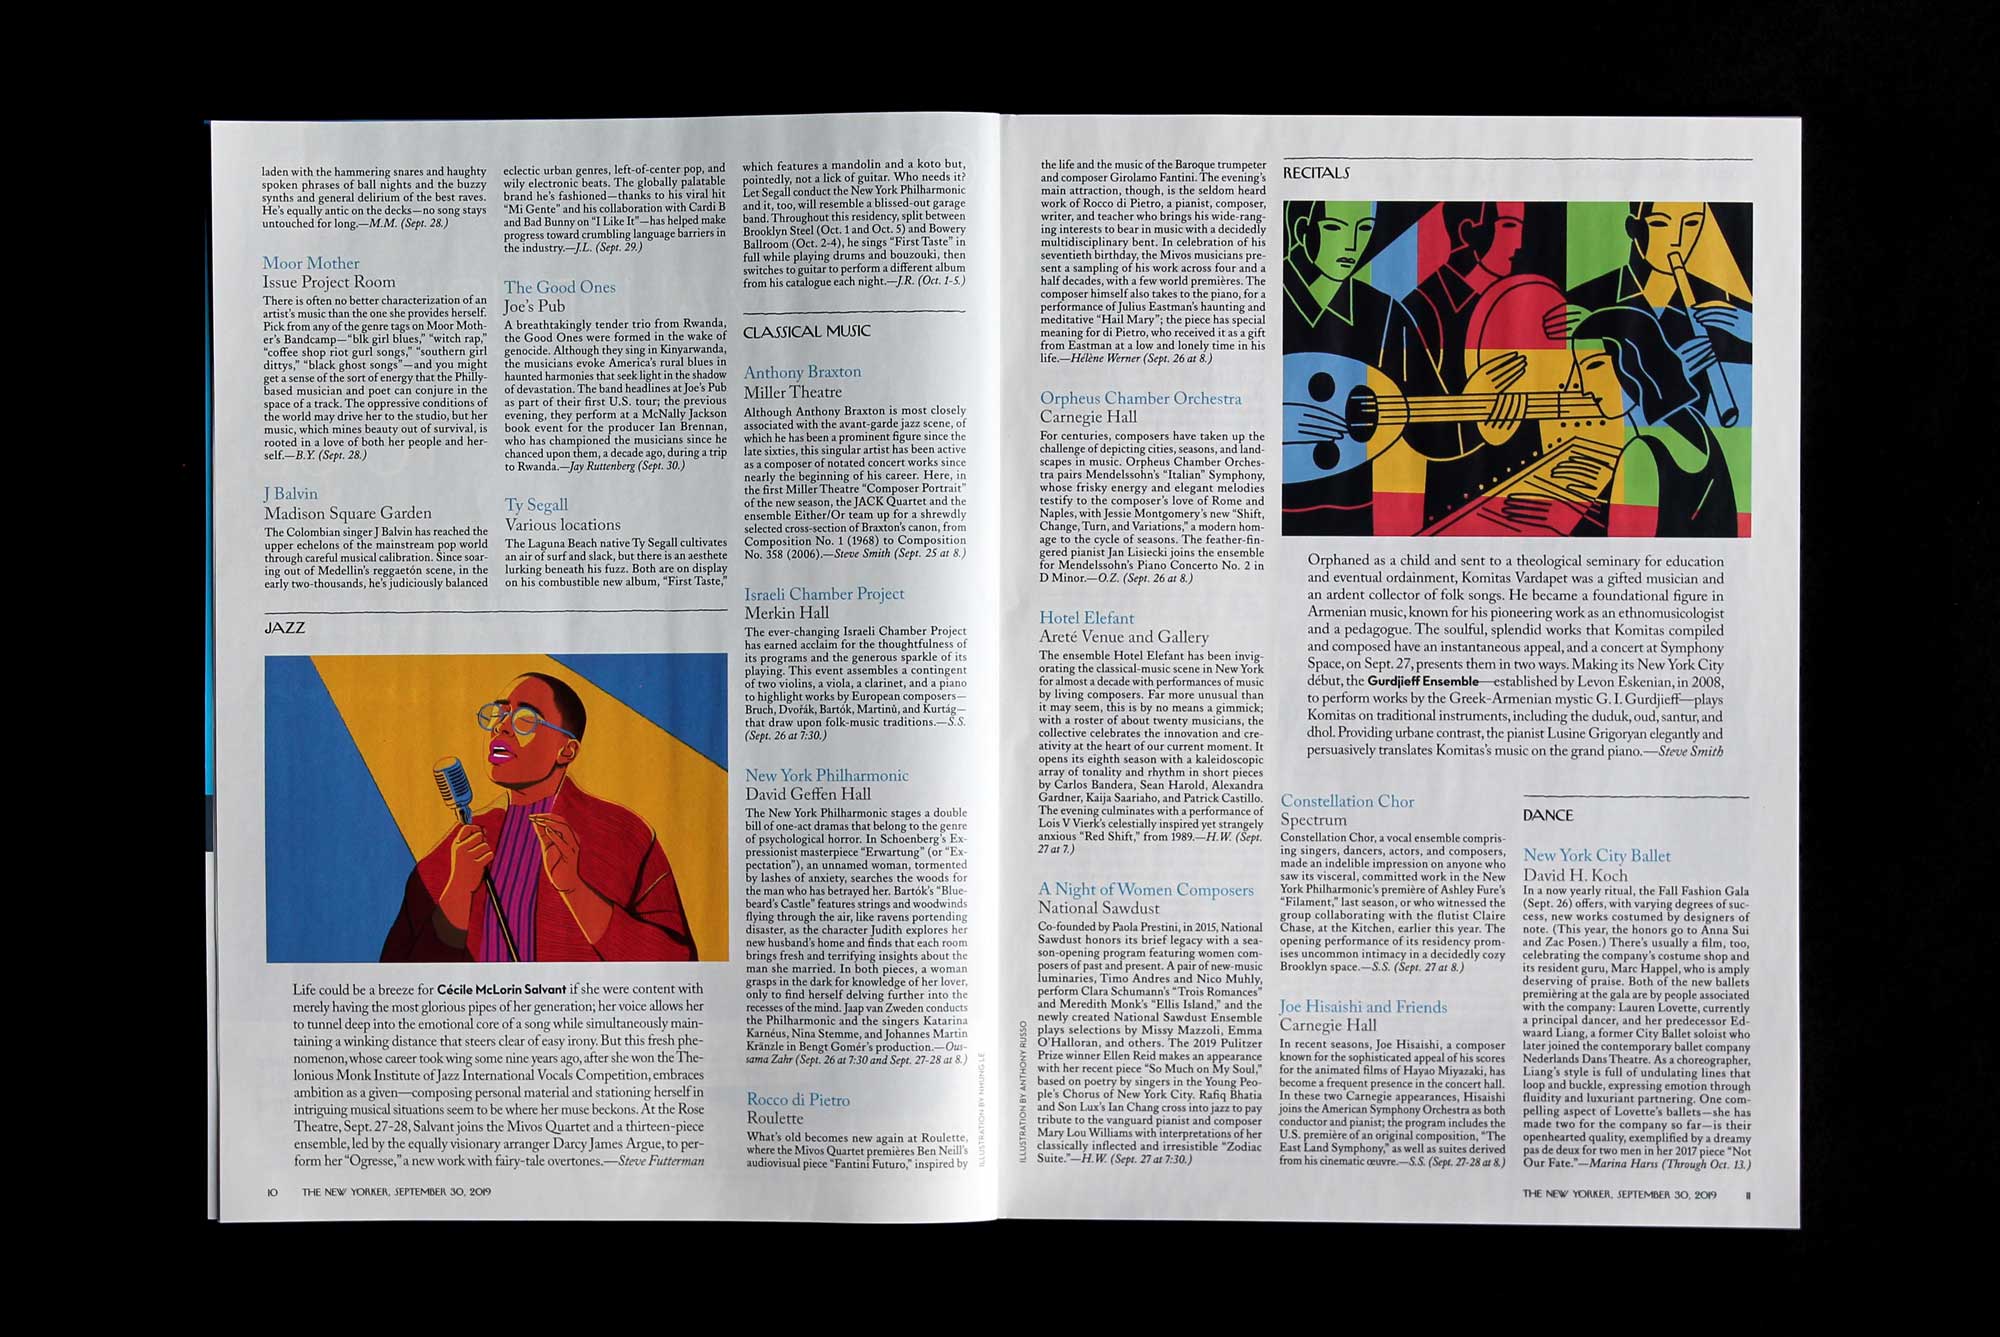 laden with the hammering snares and haughty
spoken phrases of ball nights and the buzzy
synths and general delirium of the best raves.
He's equally antic on the decks—no song stays
untouched for long.—M.M. (Sept. 28.)
Moor Mother
Issue Project Room
There is often no better characterization of an
artist's music than the one she provides herself.
Pick from any of the genre tags on Moor Moth-
er's Bandcamp—“blk girl blues,” “witch rap,”
“coffee shop riot gurl songs,” “southern girl
dittys,” “black ghost songs”—and you might
get a sense of the sort of energy that the Philly-
based musician and poet can conjure in the
space of a track. The oppressive conditions of
the world may drive her to the studio, but her
music, which mines beauty out of survival, is
rooted in a love of both her people and her-
self.—B.Y. (Sept. 28.)
J Balvin
Madison Square Garden
The Colombian singer J Balvin has reached the
upper echelons of the mainstream pop world
through careful musical calibration. Since soar-
ing out of Medellín's reggaetón scene, in the
early two-thousands, he's judiciously balanced
eclectic urban genres, left-of-center pop, and
wily electronic beats. The globally palatable
brand he's fashioned—thanks to his viral hit
“Mi Gente” and his collaboration with Cardi B
and Bad Bunny on “I Like It”—has helped make
progress toward crumbling language barriers in
the industry.—J.L. (Sept. 29.)
The Good Ones
Joe's Pub
A breathtakingly tender trio from Rwanda,
the Good Ones were formed in the wake of
genocide. Although they sing in Kinyarwanda,
the musicians evoke America's rural blues in
haunted harmonies that seek light in the shadow
of devastation. The band headlines at Joe's Pub
as part of their first U.S. tour; the previous
evening, they perform at a McNally Jackson
book event for the producer Ian Brennan,
who has championed the musicians since he
chanced upon them, a decade ago, during a trip
to Rwanda.—Jay Ruttenberg (Sept. 30.)
Ty Segall
Various locations
The Laguna Beach native Ty Segall cultivates
an air of surf and slack, but there is an aesthete
lurking beneath his fuzz. Both are on display
on his combustible new album, “First Taste,”
which features a mandolin and a koto but,
pointedly, not a lick of guitar. Who needs it?
Let Segall conduct the New York Philharmonic
and it, too, will resemble a blissed-out garage
band. Throughout this residency, split between
Brooklyn Steel (Oct. 1 and Oct. 5) and Bowery
Ballroom (Oct. 2-4), he sings “First Taste” in
full while playing drums and bouzouki, then
switches to guitar to perform a different album
from his catalogue each night.—J.R. (Oct. 1-5.)
JAZZ
Life could be a breeze for Cécile McLorin Salvant if she were content with
merely having the most glorious pipes of her generation; her voice allows her
to tunnel deep into the emotional core of a song while simultaneously main-
taining a winking distance that steers clear of easy irony. But this fresh phe-
nomenon, whose career took wing some nine years ago, after she won the The-
lonious Monk Institute of Jazz International Vocals Competition, embraces
ambition as a given—composing personal material and stationing herself in
intriguing musical situations seem to be where her muse beckons. At the Rose
Theatre, Sept. 27-28, Salvant joins the Mivos Quartet and a thirteen-piece
ensemble, led by the equally visionary arranger Darcy James Argue, to per-
form her “Ogresse,” a new work with fairy-tale overtones.—Steve Futterman
CLASSICAL MUSIC
Anthony Braxton
Miller Theatre
Although Anthony Braxton is most closely
associated with the avant-garde jazz scene, of
which he has been a prominent figure since the
late sixties, this singular artist has been active
as a composer of notated concert works since
nearly the beginning of his career. Here, in
the first Miller Theatre “Composer Portrait”
of the new season, the JACK Quartet and the
ensemble Either/Or team up for a shrewdly
selected cross-section of Braxton's canon, from
Composition No. 1 (1968) to Composition
No. 358 (2006).—Steve Smith (Sept. 25 at 8.)
Israeli Chamber Project
Merkin Hall
The ever-changing Israeli Chamber Project
has earned acclaim for the thoughtfulness of
its programs and the generous sparkle of its
playing. This event assembles a contingent
of two violins, a viola, a clarinet, and a piano
to highlight works by European composers—
Bruch, Dvořák, Bartók, Martinů, and Kurtág—
that draw upon folk-music traditions.—S.S.
(Sept. 26 at 7:30.)
New York Philharmonic
David Geffen Hall
The New York Philharmonic stages a double
bill of one-act dramas that belong to the genre
of psychological horror. In Schoenberg's Ex-
pressionist masterpiece “Erwartung” (or “Ex-
pectation”), an unnamed woman, tormented
by lashes of anxiety, searches the woods for
the man who has betrayed her. Bartók's “Blue-
beard's Castle” features strings and woodwinds
flying through the air, like ravens portending
disaster, as the character Judith explores her
new husband's home and finds that each room
brings fresh and terrifying insights about the
man she married. In both pieces, a woman
grasps in the dark for knowledge of her lover,
only to find herself delving further into the
recesses of the mind. Jaap van Zweden conducts
the Philharmonic and the singers Katarina
Karnéus, Nina Stemme, and Johannes Martin
Kränzle in Bengt Gomér's production.—Ous-
sama Zahr (Sept. 26 at 7:30 and Sept. 27-28 at 8.)
Rocco di Pietro
Roulette
What's old becomes new again at Roulette,
where the Mivos Quartet premières Ben Neill's
audiovisual piece “Fantini Futuro,” inspired by
ILLUSTRATION BY NHUNG LE
10 THE NEW YORKER, SEPTEMBER 30, 2019
the life and the music of the Baroque trumpeter
and composer Girolamo Fantini. The evening's
main attraction, though, is the seldom heard
work of Rocco di Pietro, a pianist, composer,
writer, and teacher who brings his wide-rang-
ing interests to bear in music with a decidedly
multidisciplinary bent. In celebration of his
seventieth birthday, the Mivos musicians pre-
sent a sampling of his work across four and a
half decades, with a few world premières. The
composer himself also takes to the piano, for a
performance of Julius Eastman's haunting and
meditative “Hail Mary”; the piece has special
meaning for di Pietro, who received it as a gift
from Eastman at a low and lonely time in his
life.—Hélène Werner (Sept. 26 at 8.)
Orpheus Chamber Orchestra
Carnegie Hall
For centuries, composers have taken up the
challenge of depicting cities, seasons, and land-
scapes in music. Orpheus Chamber Orches-
tra pairs Mendelssohn's “Italian” Symphony,
whose frisky energy and elegant melodies
testify to the composer's love of Rome and
Naples, with Jessie Montgomery's new “Shift,
Change, Turn, and Variations,” a modern hom-
age to the cycle of seasons. The feather-fin-
gered pianist Jan Lisiecki joins the ensemble
for Mendelssohn's Piano Concerto No. 2 in
D Minor.—O.Z. (Sept. 26 at 8.)
Hotel Elefant
Areté Venue and Gallery
The ensemble Hotel Elefant has been invig-
orating the classical-music scene in New York
for almost a decade with performances of music
by living composers. Far more unusual than
it may seem, this is by no means a gimmick;
with a roster of about twenty musicians, the
collective celebrates the innovation and cre-
ativity at the heart of our current moment. It
opens its eighth season with a kaleidoscopic
array of tonality and rhythm in short pieces
by Carlos Bandera, Sean Harold, Alexandra
Gardner, Kaija Saariaho, and Patrick Castillo.
The evening culminates with a performance of
Lois V Vierk's celestially inspired yet strangely
anxious “Red Shift,” from 1989.—H.W. (Sept.
27 at 7.)
A Night of Women Composers
National Sawdust
Co-founded by Paola Prestini, in 2015, National
Sawdust honors its brief legacy with a sea-
son-opening program featuring women com-
posers of past and present. A pair of new-music
luminaries, Timo Andres and Nico Muhly,
perform Clara Schumann's “Trois Romances”
and Meredith Monk's “Ellis Island,” and the
newly created National Sawdust Ensemble
plays selections by Missy Mazzoli, Emma
O'Halloran, and others. The 2019 Pulitzer
Prize winner Ellen Reid makes an appearance
with her recent piece “So Much on My Soul,”
based on poetry by singers in the Young Peo-
ple's Chorus of New York City. Rafiq Bhatia
and Son Lux's Ian Chang cross into jazz to pay
tribute to the vanguard pianist and composer
Mary Lou Williams with interpretations of her
classically inflected and irresistible “Zodiac
Suite.”—H.W. (Sept. 27 at 7:30.)
ILLUSTRATION BY ANTHONY RUSSO
RECITALS
Orphaned as a child and sent to a theological seminary for education
and eventual ordainment, Komitas Vardapet was a gifted musician and
an ardent collector of folk songs. He became a foundational figure in
Armenian music, known for his pioneering work as an ethnomusicologist
and a pedagogue. The soulful, splendid works that Komitas compiled
and composed have an instantaneous appeal, and a concert at Symphony
Space, on Sept. 27, presents them in two ways. Making its New York City
début, the Gurdjieff Ensemble—established by Levon Eskenian, in 2008,
to perform works by the Greek-Armenian mystic G. I. Gurdjieff—plays
Komitas on traditional instruments, including the duduk, oud, santur, and
dhol. Providing urbane contrast, the pianist Lusine Grigoryan elegantly and
persuasively translates Komitas's music on the grand piano.—Steve Smith
Constellation Chor
Spectrum
Constellation Chor, a vocal ensemble compris-
ing singers, dancers, actors, and composers,
made an indelible impression on anyone who
saw its visceral, committed work in the New
York Philharmonic's première of Ashley Fure's
“Filament,” last season, or who witnessed the
group collaborating with the flutist Claire
Chase, at the Kitchen, earlier this year. The
opening performance of its residency prom-
ises uncommon intimacy in a decidedly cozy
Brooklyn space.—S.S. (Sept. 27 at 8.)
Joe Hisaishi and Friends
Carnegie Hall
In recent seasons, Joe Hisaishi, a composer
known for the sophisticated appeal of his scores
for the animated films of Hayao Miyazaki, has
become a frequent presence in the concert hall.
In these two Carnegie appearances, Hisaishi
joins the American Symphony Orchestra as both
conductor and pianist; the program includes the
U.S. première of an original composition, “The
East Land Symphony,” as well as suites derived
from his cinematic œuvre.—S.S. (Sept. 27-28 at 8.)
DANCE
New York City Ballet
David H. Koch
In a now yearly ritual, the Fall Fashion Gala
(Sept. 26) offers, with varying degrees of suc-
cess, new works costumed by designers of
note. (This year, the honors go to Anna Sui
and Zac Posen.) There's usually a film, too,
celebrating the company's costume shop and
its resident guru, Marc Happel, who is amply
deserving of praise. Both of the new ballets
premièring at the gala are by people associated
with the company: Lauren Lovette, currently
a principal dancer, and her predecessor Ed-
waard Liang, a former City Ballet soloist who
later joined the contemporary ballet company
Nederlands Dans Theatre. As a choreographer,
Liang's style is full of undulating lines that
loop and buckle, expressing emotion through
fluidity and luxuriant partnering. One com-
pelling aspect of Lovette's ballets—she has
made two for the company so far—is their
openhearted quality, exemplified by a dreamy
pas de deux for two men in her 2017 piece “Not
Our Fate.”—Marina Harss (Through Oct. 13.)
THE NEW YORKER, SEPTEMBER 30, 2019 11